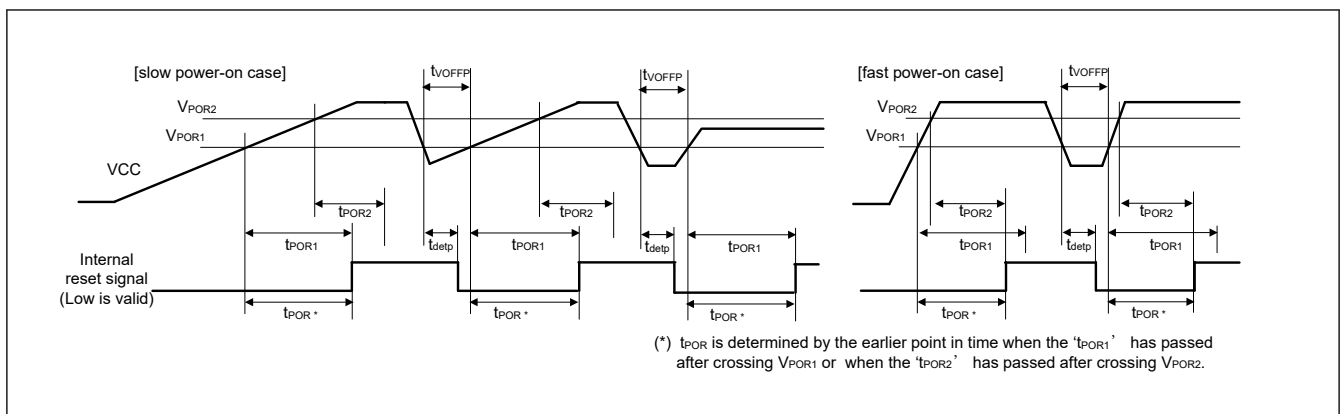 [slow power-on case]
tVOFFP
tVOFFP
[fast power-on case]
tVOFFP
VPOR2
VPOR1
VCC
VPOR2
VPOR1
tPOR2
tPOR2
tPOR2
tPOR2
tPOR1
tdetp
tPOR1
tdetp
tPOR1
tPOR1
tdetp
tPOR1
Internal
reset signal
(Low is valid)
tPOR *
tPOR *
tPOR *
tPOR *
tPOR *
(*) tPOR is determined by the earlier point in time when the ‘tPOR1’ has passed
after crossing VPOR1 or when the ‘tPOR2’ has passed after crossing VPOR2.